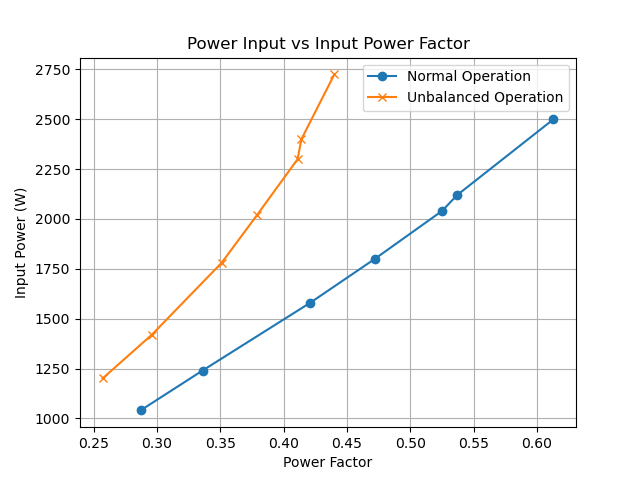 Power Input vs Input Power Factor
Normal Operation
Unbalanced Operation
2750
2500
2250
2000
1750
1500
1250
1000
Input Power (W)
0.25 0.30 0.35 0.40 0.45 0.50 0.55 0.60
Power Factor